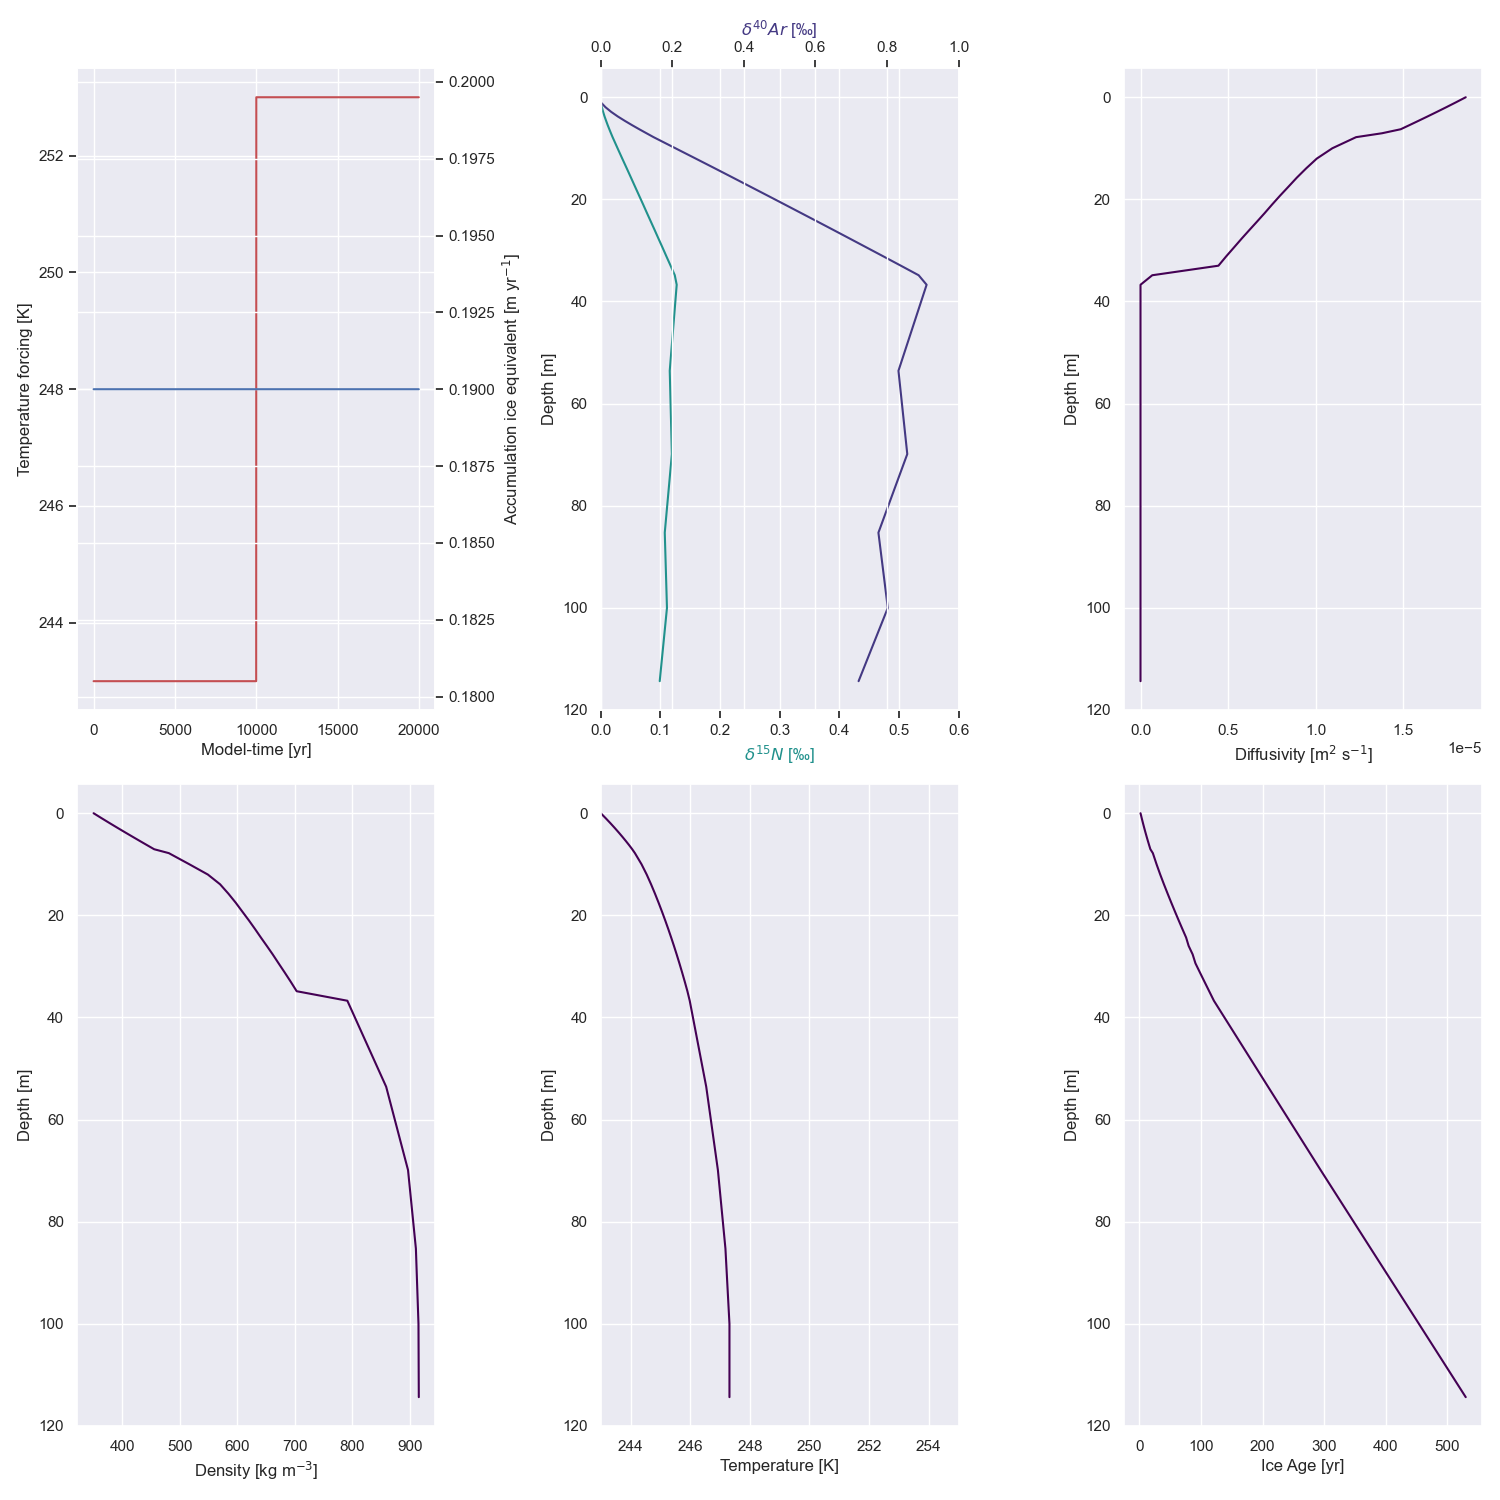 252
250
248
246
244
Temperature forcing [K]
0 5000 10000 15000 20000
Model-time [yr]
0.2000
0.1975
0.1950
0.1925
0.1900
0.1875
0.1850
0.1825
0.1800
Accumulation ice equivalent [m yr⁻¹]
δ⁴⁰Ar [‰]
0.0 0.2 0.4 0.6 0.8 1.0
0
20
40
60
80
100
120
Depth [m]
0.0 0.1 0.2 0.3 0.4 0.5 0.6
δ¹⁵N [‰]
0
20
40
60
80
100
120
Depth [m]
0.0 0.5 1.0 1.5
1e−5
Diffusivity [m² s⁻¹]
0
20
40
60
80
100
120
Depth [m]
400 500 600 700 800 900
Density [kg m⁻³]
0
20
40
60
80
100
120
Depth [m]
244 246 248 250 252 254
Temperature [K]
0
20
40
60
80
100
120
Depth [m]
0 100 200 300 400 500
Ice Age [yr]